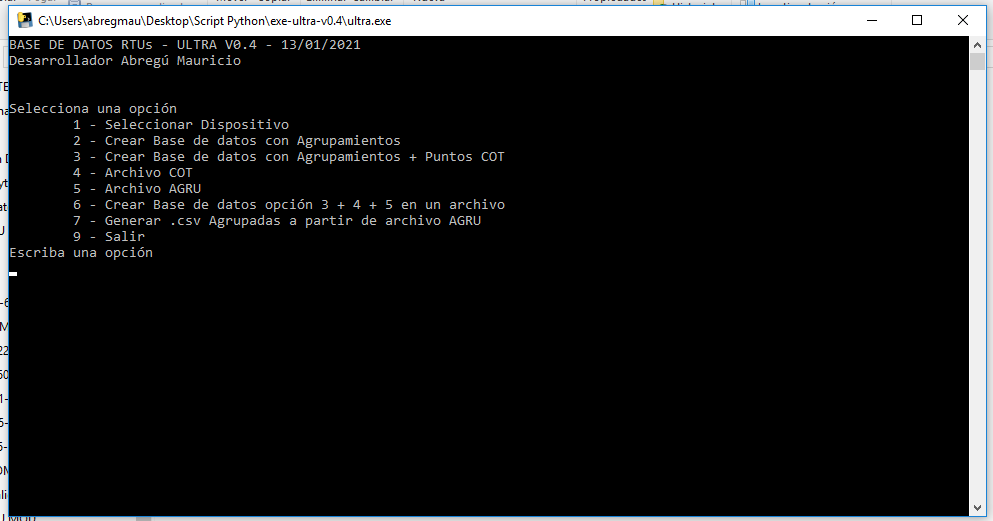 C:\Users\abregmau\Desktop\Script Python\exe-ultra-v0.4\ultra.exe
BASE DE DATOS RTUs - ULTRA V0.4 - 13/01/2021
Desarrollador Abregú Mauricio
Selecciona una opción
1 - Seleccionar Dispositivo
2 - Crear Base de datos con Agrupamientos
3 - Crear Base de datos con Agrupamientos + Puntos COT
4 - Archivo COT
5 - Archivo AGRU
6 - Crear Base datos opción 3 + 4 + 5 en un archivo
7 - Generar .csv Agrupadas a partir de archivo AGRU
9 - Salir
Escriba una opción